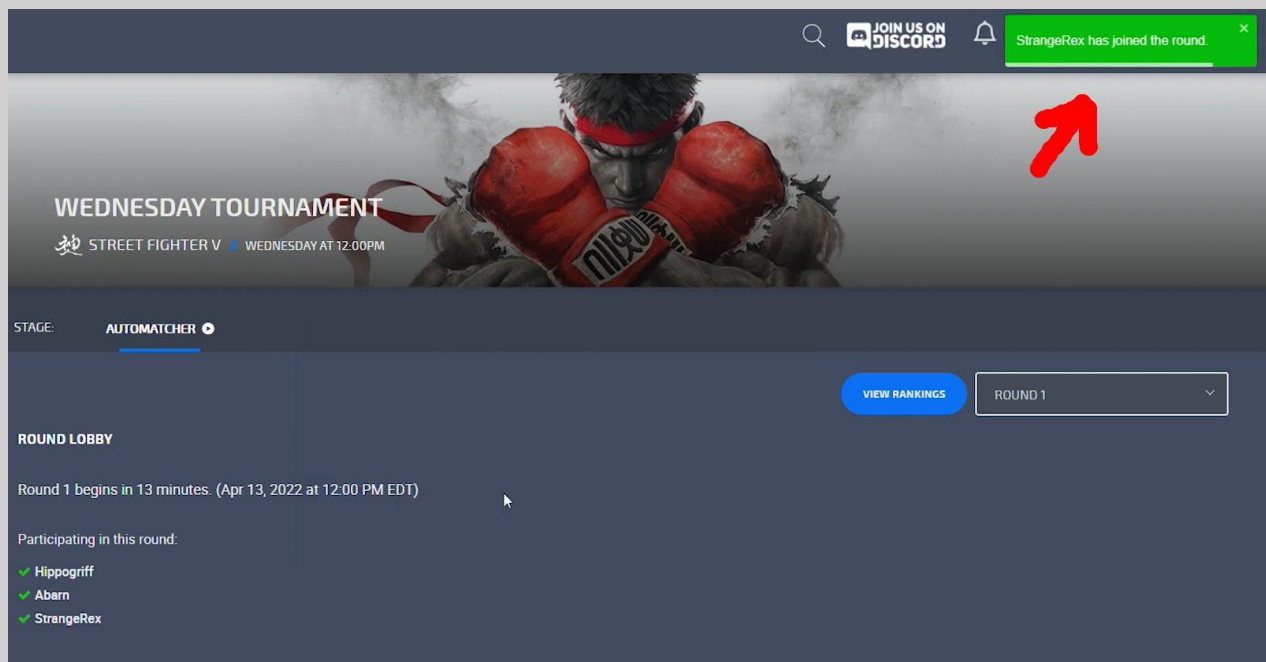 JOIN US ON
DISCORD
StrangeRex has joined the round.
WEDNESDAY TOURNAMENT
STREET FIGHTER V / WEDNESDAY AT 12:00PM
STAGE:
AUTOMATCHER
VIEW RANKINGS
ROUND 1
ROUND LOBBY
Round 1 begins in 13 minutes. (Apr 13, 2022 at 12:00 PM EDT)
Participating in this round:
Hippogriff
Abarn
StrangeRex